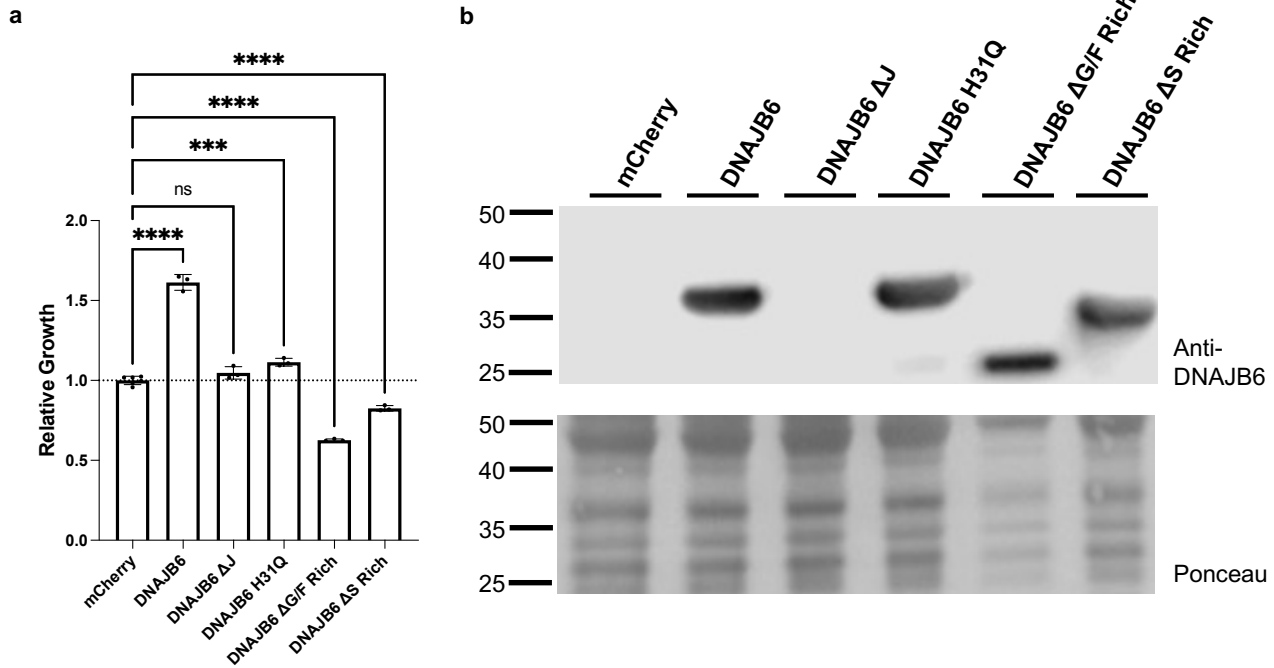 a
****
****
***
ns
****
2.0
1.5
1.0
0.5
0.0
Relative Growth
mCherry
DNAJB6
DNAJB6 ΔJ
DNAJB6 H31Q
DNAJB6 ΔG/F Rich
DNAJB6 ΔS Rich
b
mCherry
DNAJB6
DNAJB6 ΔJ
DNAJB6 H31Q
DNAJB6 ΔG/F Rich
DNAJB6 ΔS Rich
50
40
35
25
Anti-
DNAJB6
50
40
35
25
Ponceau